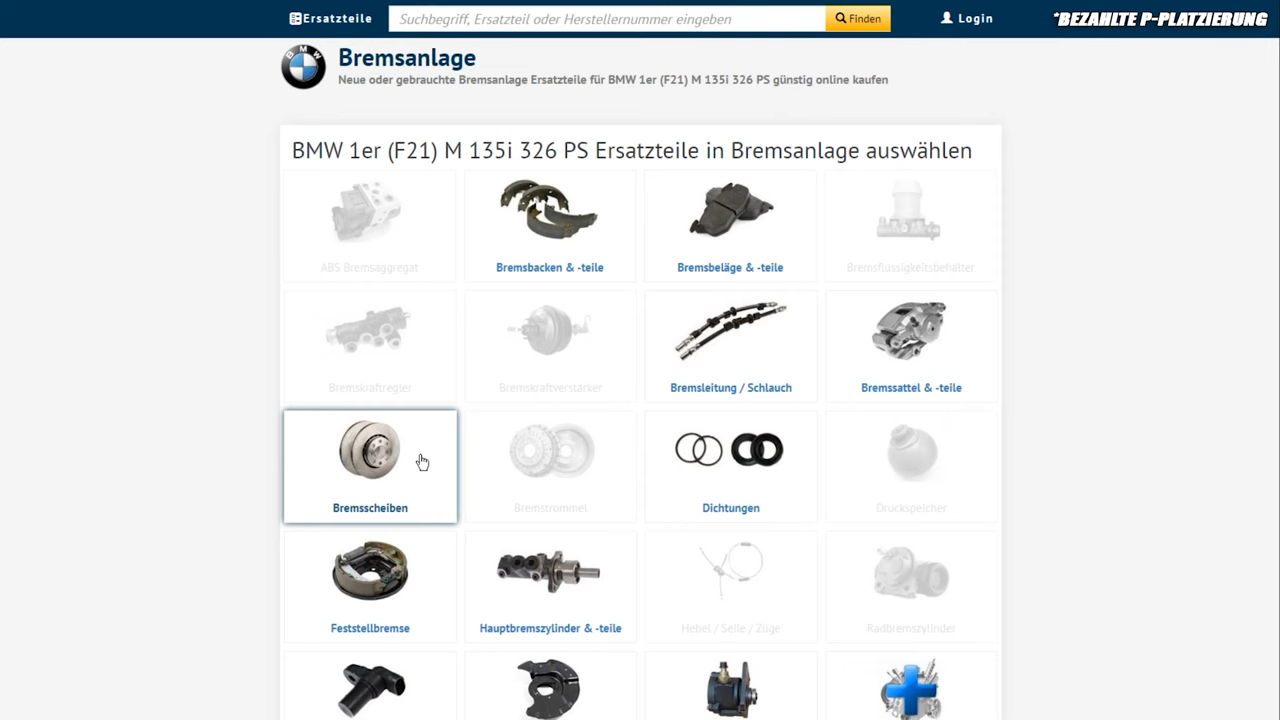 Ersatzteile
Suchbegriff, Ersatzteil oder Herstellernummer eingeben
Finden
Login
*BEZAHLTE P-PLATZIERUNG
BMW
Bremsanlage
Neue oder gebrauchte Bremsanlage Ersatzteile für BMW 1er (F21) M 135i 326 PS günstig online kaufen
BMW 1er (F21) M 135i 326 PS Ersatzteile in Bremsanlage auswählen
ABS Bremsaggregat
Bremsbacken & -teile
Bremsbeläge & -teile
Bremsflüssigkeitsbehälter
Bremskraftregler
Bremskraftverstärker
Bremsleitung / Schlauch
Bremssattel & -teile
Bremsscheiben
Bremstrommel
Dichtungen
Druckspeicher
Feststellbremse
Hauptbremszylinder & -teile
Hebel / Seile / Züge
Radbremszylinder